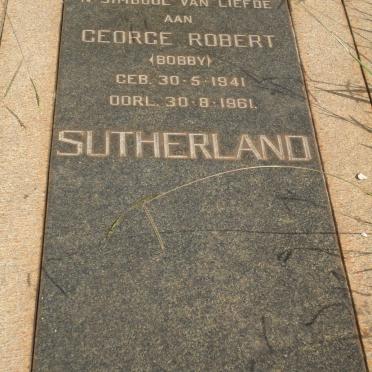 'N SIMBOOL VAN LIEFDE
AAN
GEORGE ROBERT
(BOBBY)
GEB. 30-5-1941
OORL. 30-8-1961.
SUTHERLAND